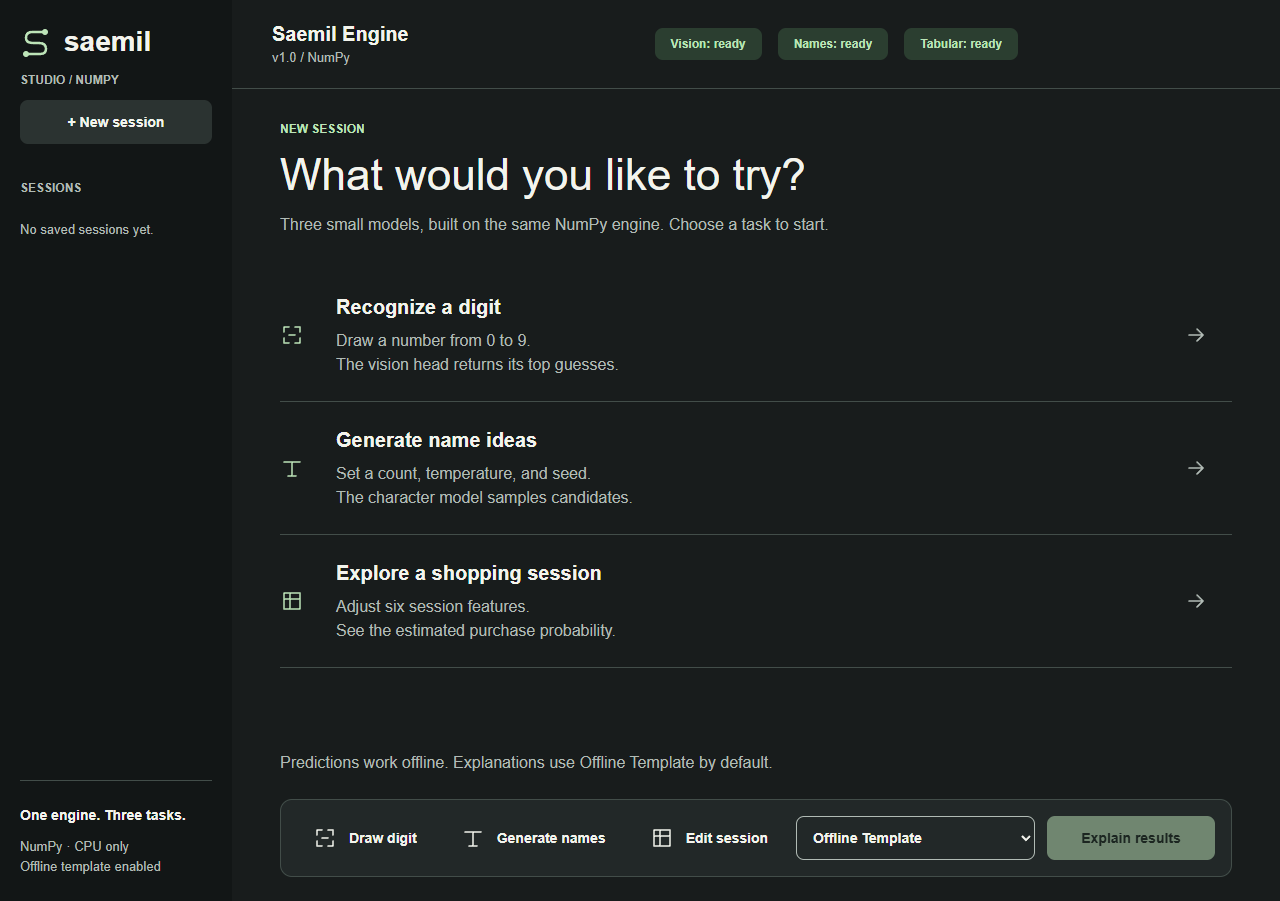 saemil
STUDIO / NUMPY
+ New session
SESSIONS
No saved sessions yet.
One engine. Three tasks.
NumPy · CPU only
Offline template enabled
Saemil Engine
v1.0 / NumPy
Vision: ready
Names: ready
Tabular: ready
NEW SESSION
What would you like to try?
Three small models, built on the same NumPy engine. Choose a task to start.
Recognize a digit
Draw a number from 0 to 9.
The vision head returns its top guesses.
Generate name ideas
Set a count, temperature, and seed.
The character model samples candidates.
Explore a shopping session
Adjust six session features.
See the estimated purchase probability.
Predictions work offline. Explanations use Offline Template by default.
Draw digit
Generate names
Edit session
Offline Template
Explain results